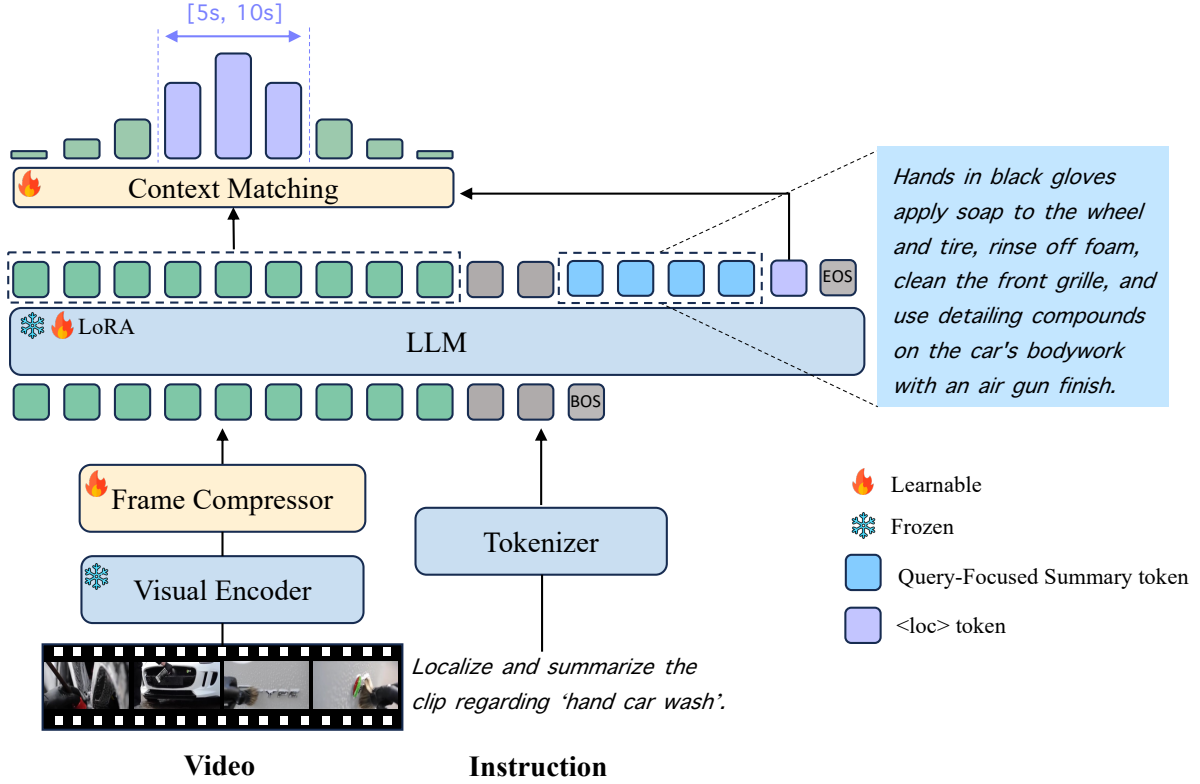 [5s, 10s]
Context Matching
Hands in black gloves
apply soap to the wheel
and tire, rinse off foam,
clean the front grille, and
use detailing compounds
on the car's bodywork
with an air gun finish.
EOS
LoRA
LLM
BOS
Frame Compressor
Visual Encoder
Tokenizer
Learnable
Frozen
Query-Focused Summary token
<loc> token
Localize and summarize the
clip regarding ‘hand car wash’.
Video
Instruction